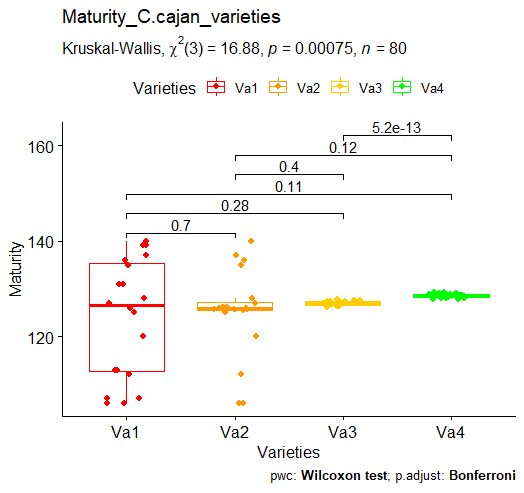 Maturity_C.cajan_varieties
Kruskal-Wallis, χ²(3) = 16.88, p = 0.00075, n = 80
Varieties Va1 Va2 Va3 Va4
5.2e-13
0.12
0.4
0.11
0.28
0.7
160
140
120
Maturity
Va1 Va2 Va3 Va4
Varieties
pwc: Wilcoxon test; p.adjust: Bonferroni